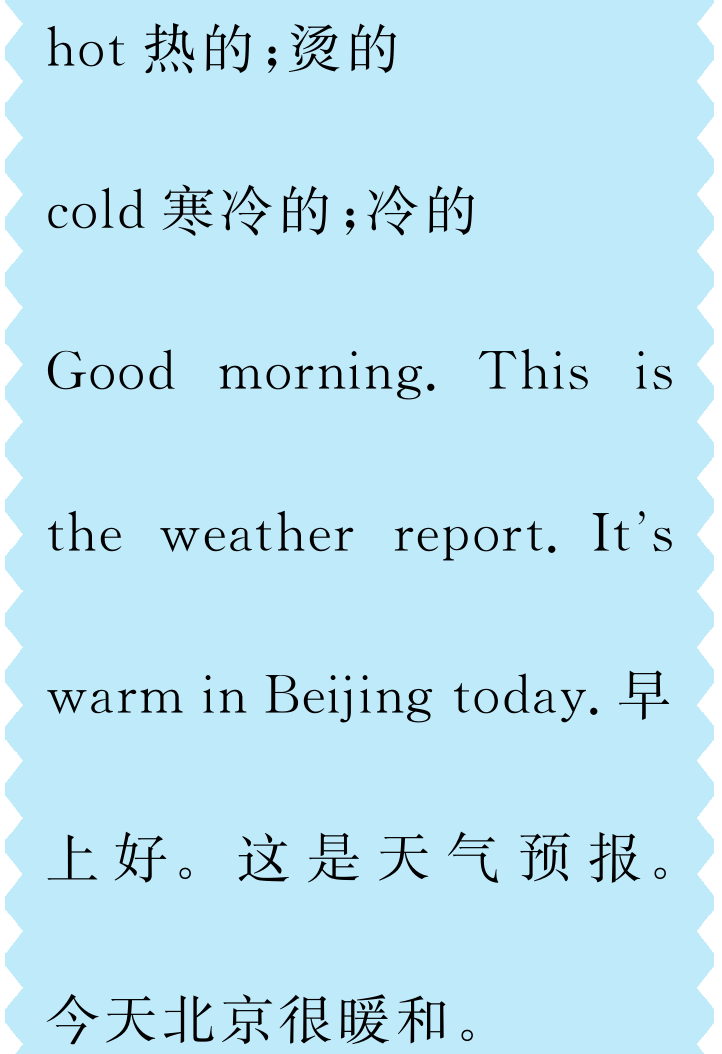 hot 热的;烫的
cold 寒冷的;冷的
Good morning. This is
the weather report. It's
warm in Beijing today. 早
上好。这是天气预报。
今天北京很暖和。